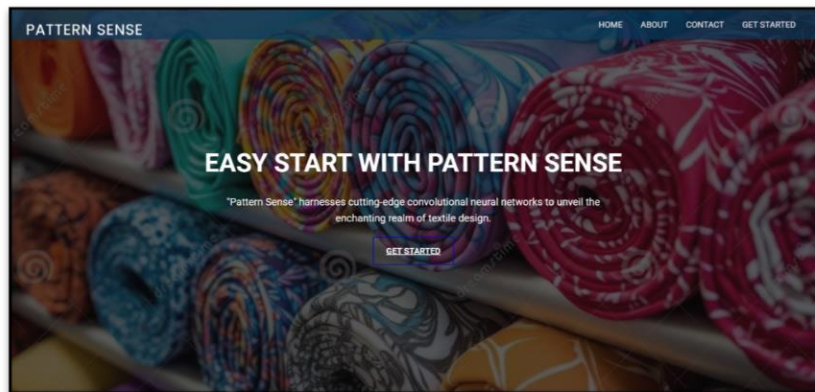 PATTERN SENSE
HOME ABOUT CONTACT GET STARTED
EASY START WITH PATTERN SENSE
"Pattern Sense" harnesses cutting-edge convolutional neural networks to unveil the
enchanting realm of textile design.
GET STARTED